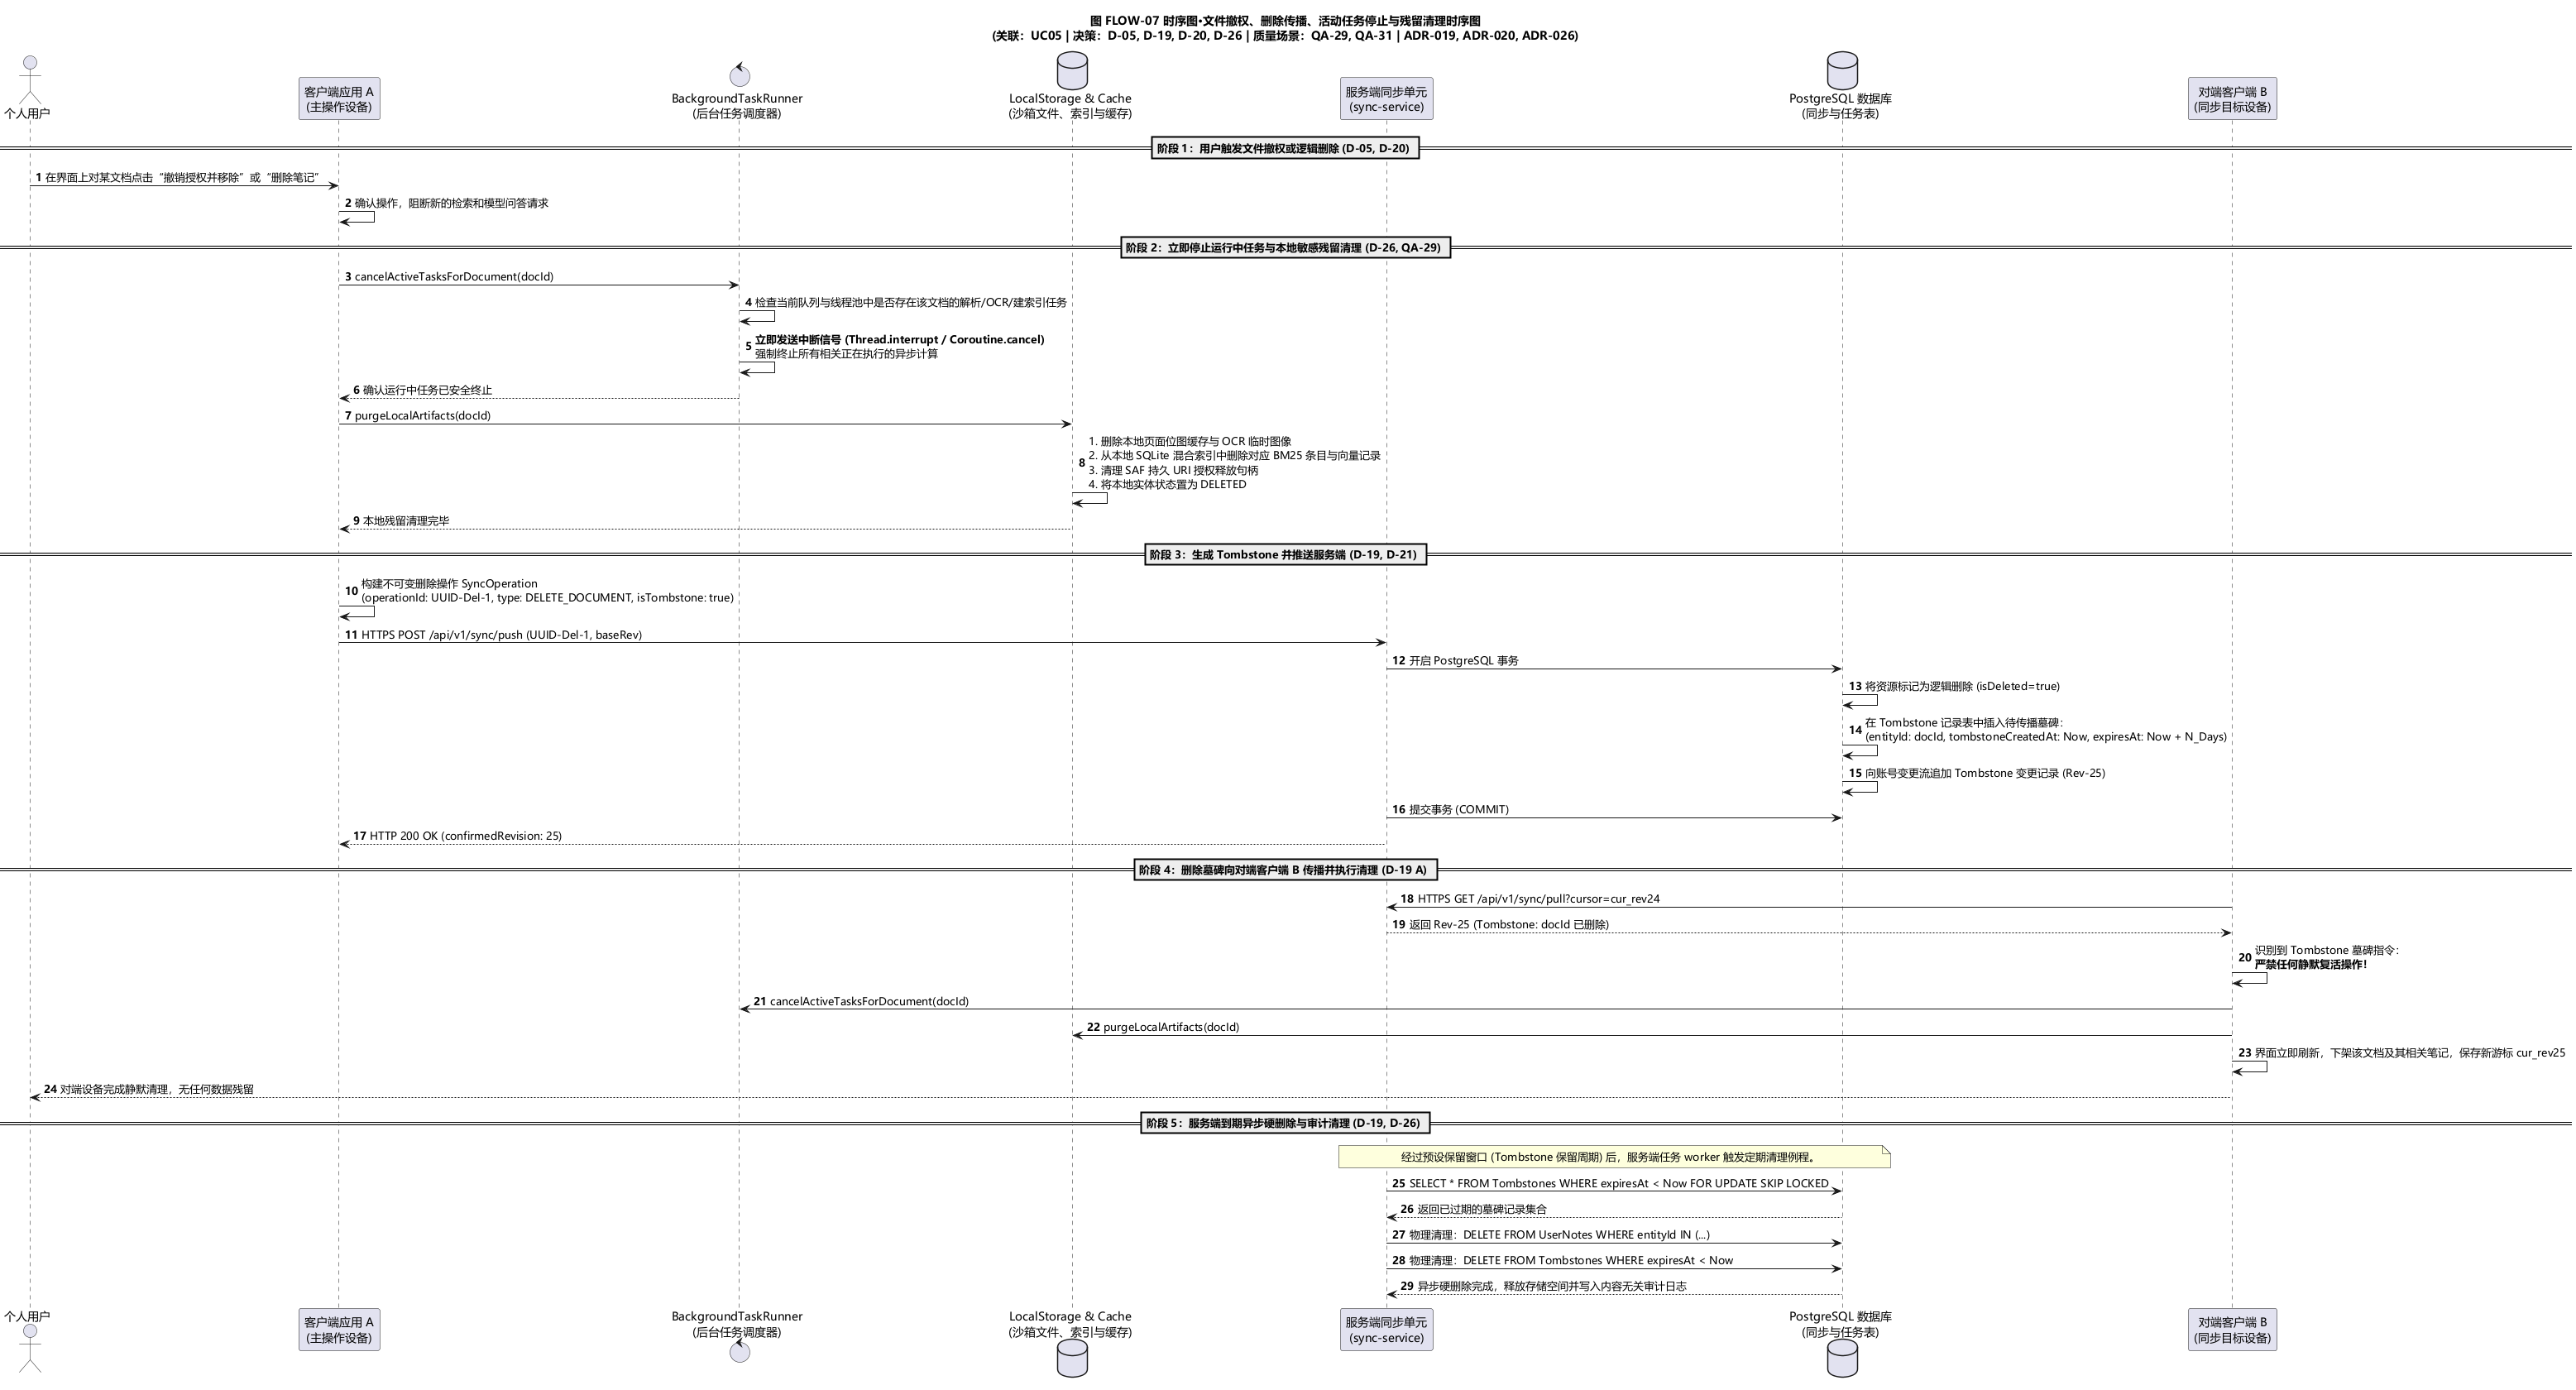 图 FLOW-07 时序图·文件撤权、删除传播、活动任务停止与残留清理时序图
(关联：UC05 | 决策：D-05, D-19, D-20, D-26 | 质量场景：QA-29, QA-31 | ADR-019, ADR-020, ADR-026)
个人用户
客户端应用 A
(主操作设备)
BackgroundTaskRunner
(后台任务调度器)
LocalStorage & Cache
(沙箱文件、索引与缓存)
服务端同步单元
(sync-service)
PostgreSQL 数据库
(同步与任务表)
对端客户端 B
(同步目标设备)
阶段 1：用户触发文件撤权或逻辑删除 (D-05, D-20)
1 在界面上对某文档点击“撤销授权并移除”或“删除笔记”
2 确认操作，阻断新的检索和模型问答请求
阶段 2：立即停止运行中任务与本地敏感残留清理 (D-26, QA-29)
3 cancelActiveTasksForDocument(docId)
4 检查当前队列与线程池中是否存在该文档的解析/OCR/建索引任务
5 立即发送中断信号 (Thread.interrupt / Coroutine.cancel)
强制终止所有相关正在执行的异步计算
6 确认运行中任务已安全终止
7 purgeLocalArtifacts(docId)
8 1. 删除本地页面位图缓存与 OCR 临时图像
2. 从本地 SQLite 混合索引中删除对应 BM25 条目与向量记录
3. 清理 SAF 持久 URI 授权释放句柄
4. 将本地实体状态置为 DELETED
9 本地残留清理完毕
阶段 3：生成 Tombstone 并推送服务端 (D-19, D-21)
10 构建不可变删除操作 SyncOperation
(operationId: UUID-Del-1, type: DELETE_DOCUMENT, isTombstone: true)
11 HTTPS POST /api/v1/sync/push (UUID-Del-1, baseRev)
12 开启 PostgreSQL 事务
13 将资源标记为逻辑删除 (isDeleted=true)
14 在 Tombstone 记录表中插入待传播墓碑：
(entityId: docId, tombstoneCreatedAt: Now, expiresAt: Now + N_Days)
15 向账号变更流追加 Tombstone 变更记录 (Rev-25)
16 提交事务 (COMMIT)
17 HTTP 200 OK (confirmedRevision: 25)
阶段 4：删除墓碑向对端客户端 B 传播并执行清理 (D-19 A)
18 HTTPS GET /api/v1/sync/pull?cursor=cur_rev24
19 返回 Rev-25 (Tombstone: docId 已删除)
20 识别到 Tombstone 墓碑指令：
严禁任何静默复活操作！
21 cancelActiveTasksForDocument(docId)
22 purgeLocalArtifacts(docId)
23 界面立即刷新，下架该文档及其相关笔记，保存新游标 cur_rev25
24 对端设备完成静默清理，无任何数据残留
阶段 5：服务端到期异步硬删除与审计清理 (D-19, D-26)
经过预设保留窗口 (Tombstone 保留周期) 后，服务端任务 worker 触发定期清理例程。
25 SELECT * FROM Tombstones WHERE expiresAt < Now FOR UPDATE SKIP LOCKED
26 返回已过期的墓碑记录集合
27 物理清理：DELETE FROM UserNotes WHERE entityId IN (...)
28 物理清理：DELETE FROM Tombstones WHERE expiresAt < Now
29 异步硬删除完成，释放存储空间并写入内容无关审计日志
个人用户
客户端应用 A
(主操作设备)
BackgroundTaskRunner
(后台任务调度器)
LocalStorage & Cache
(沙箱文件、索引与缓存)
服务端同步单元
(sync-service)
PostgreSQL 数据库
(同步与任务表)
对端客户端 B
(同步目标设备)